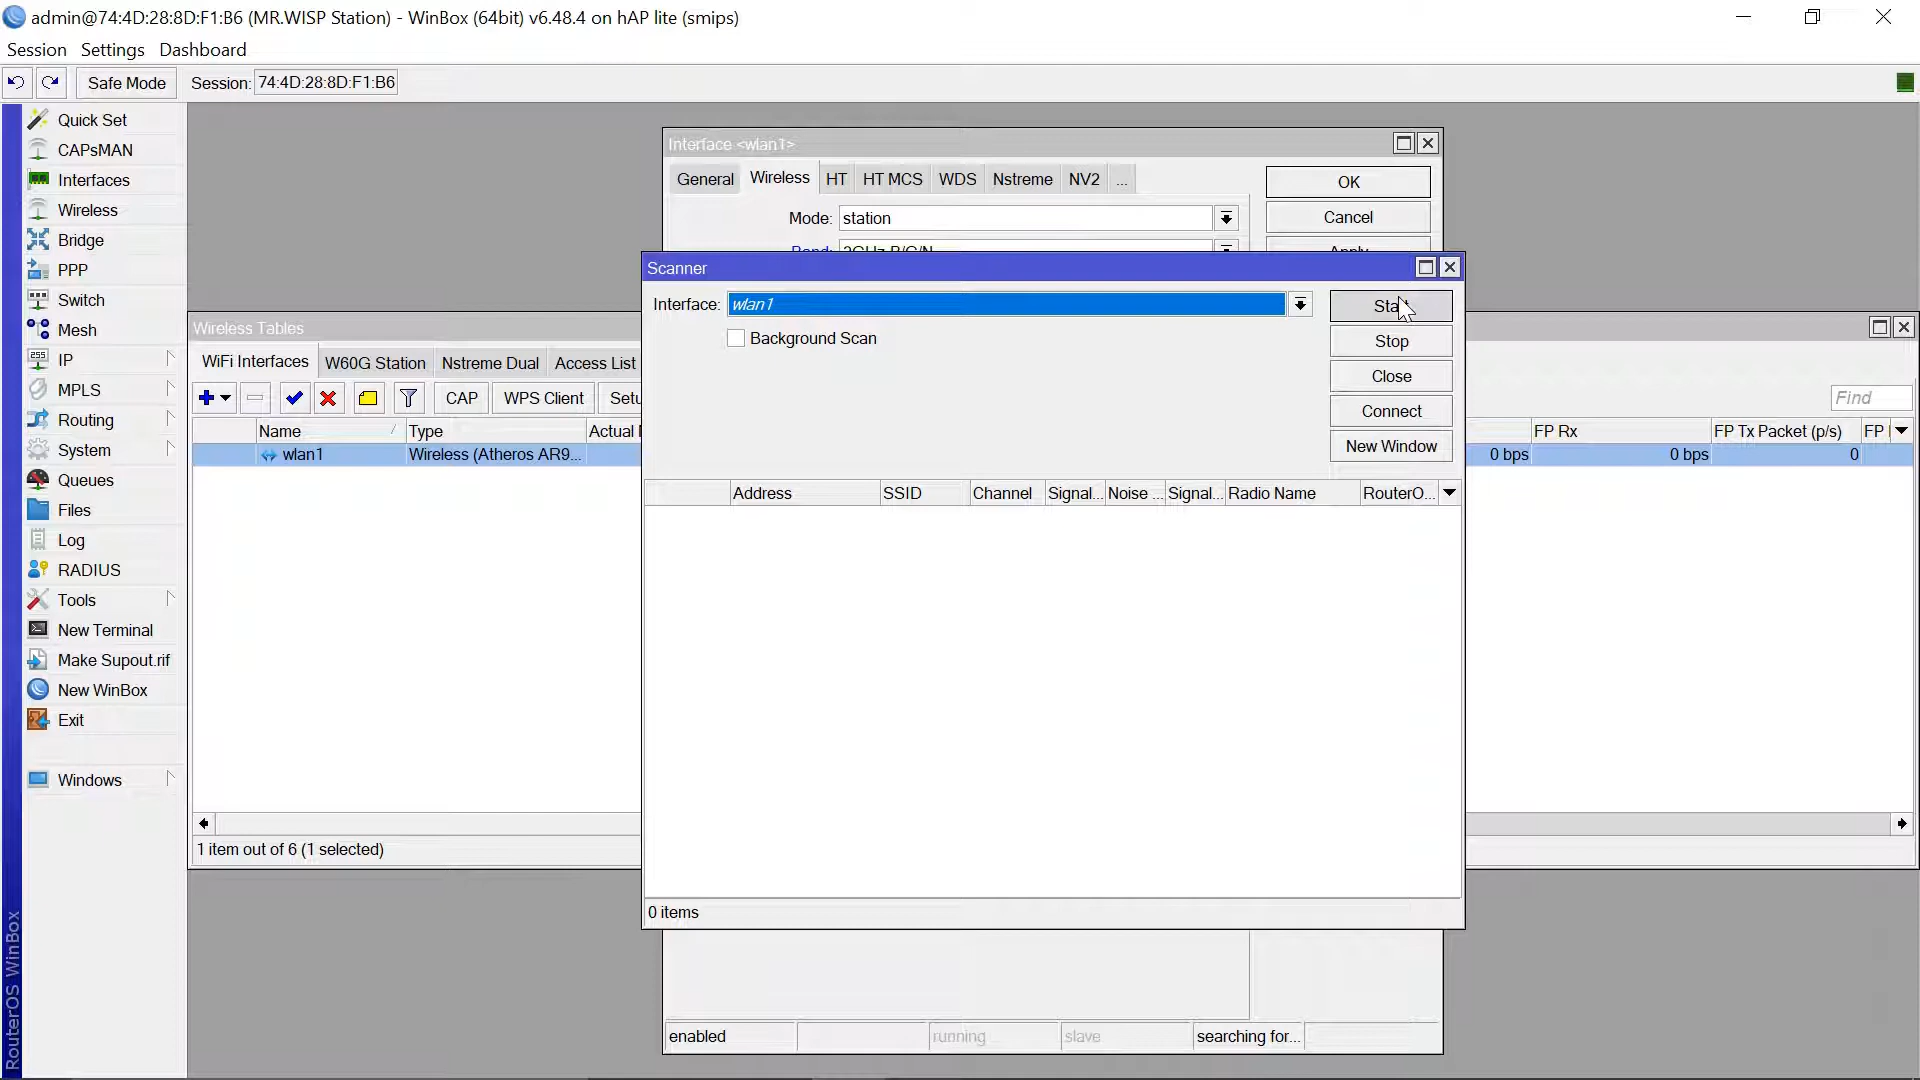 admin@74:4D:28:8D:F1:B6 (MR.WISP Station) - WinBox (64bit) v6.48.4 on hAP lite (smips)
Session Settings Dashboard
Safe Mode Session: 74:4D:28:8D:F1:B6
Quick Set
CAPsMAN
Interfaces
Wireless
Bridge
PPP
Switch
Mesh
IP
MPLS
Routing
System
Queues
Files
Log
RADIUS
Tools
New Terminal
Make Supout.rif
New WinBox
Exit
Windows
RouterOS WinBox
Interface <wlan1>
General Wireless HT HT MCS WDS Nstreme NV2 ...
Mode: station
OK
Cancel
Scanner
Interface: wlan1
Background Scan
Start
Stop
Close
Connect
New Window
Address SSID Channel Signal... Noise ... Signal... Radio Name RouterO...
0 items
enabled running slave searching for...
Wireless Tables
WiFi Interfaces W60G Station Nstreme Dual Access List
CAP WPS Client Setu
Find
Name Type Actual FP Rx FP Tx Packet (p/s) FP
wlan1 Wireless (Atheros AR9... 0 bps 0 bps 0
1 item out of 6 (1 selected)
255